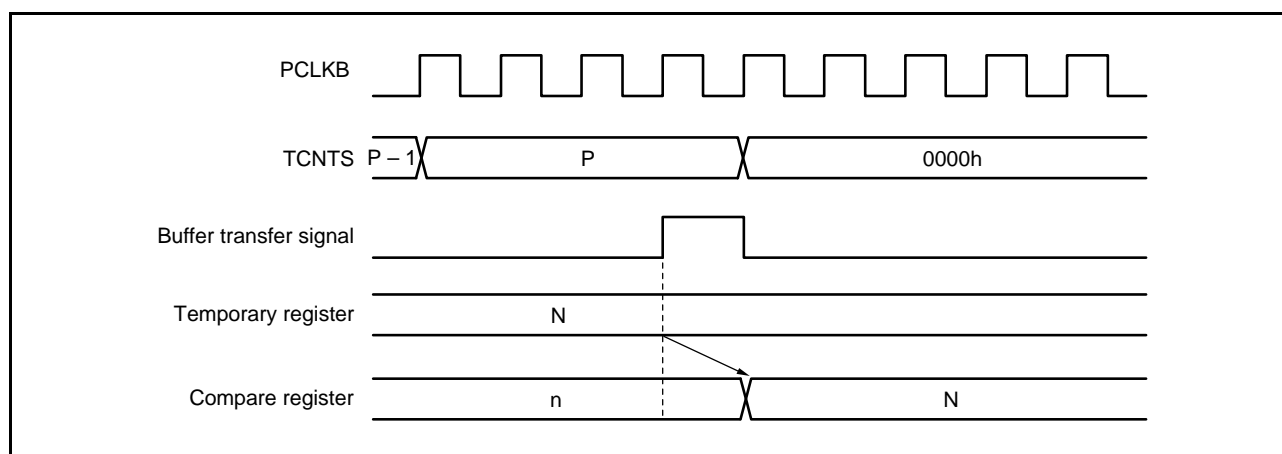 PCLKB
TCNTS P – 1 P 0000h
Buffer transfer signal
Temporary register N
Compare register n N